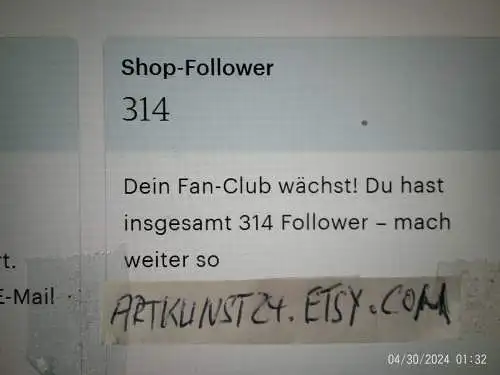 Shop-Follower
314
Dein Fan-Club wächst! Du hast
insgesamt 314 Follower – mach
weiter so
rt.
E-Mail
ARTKUNST24.ETSY.COM
04/30/2024 01:32